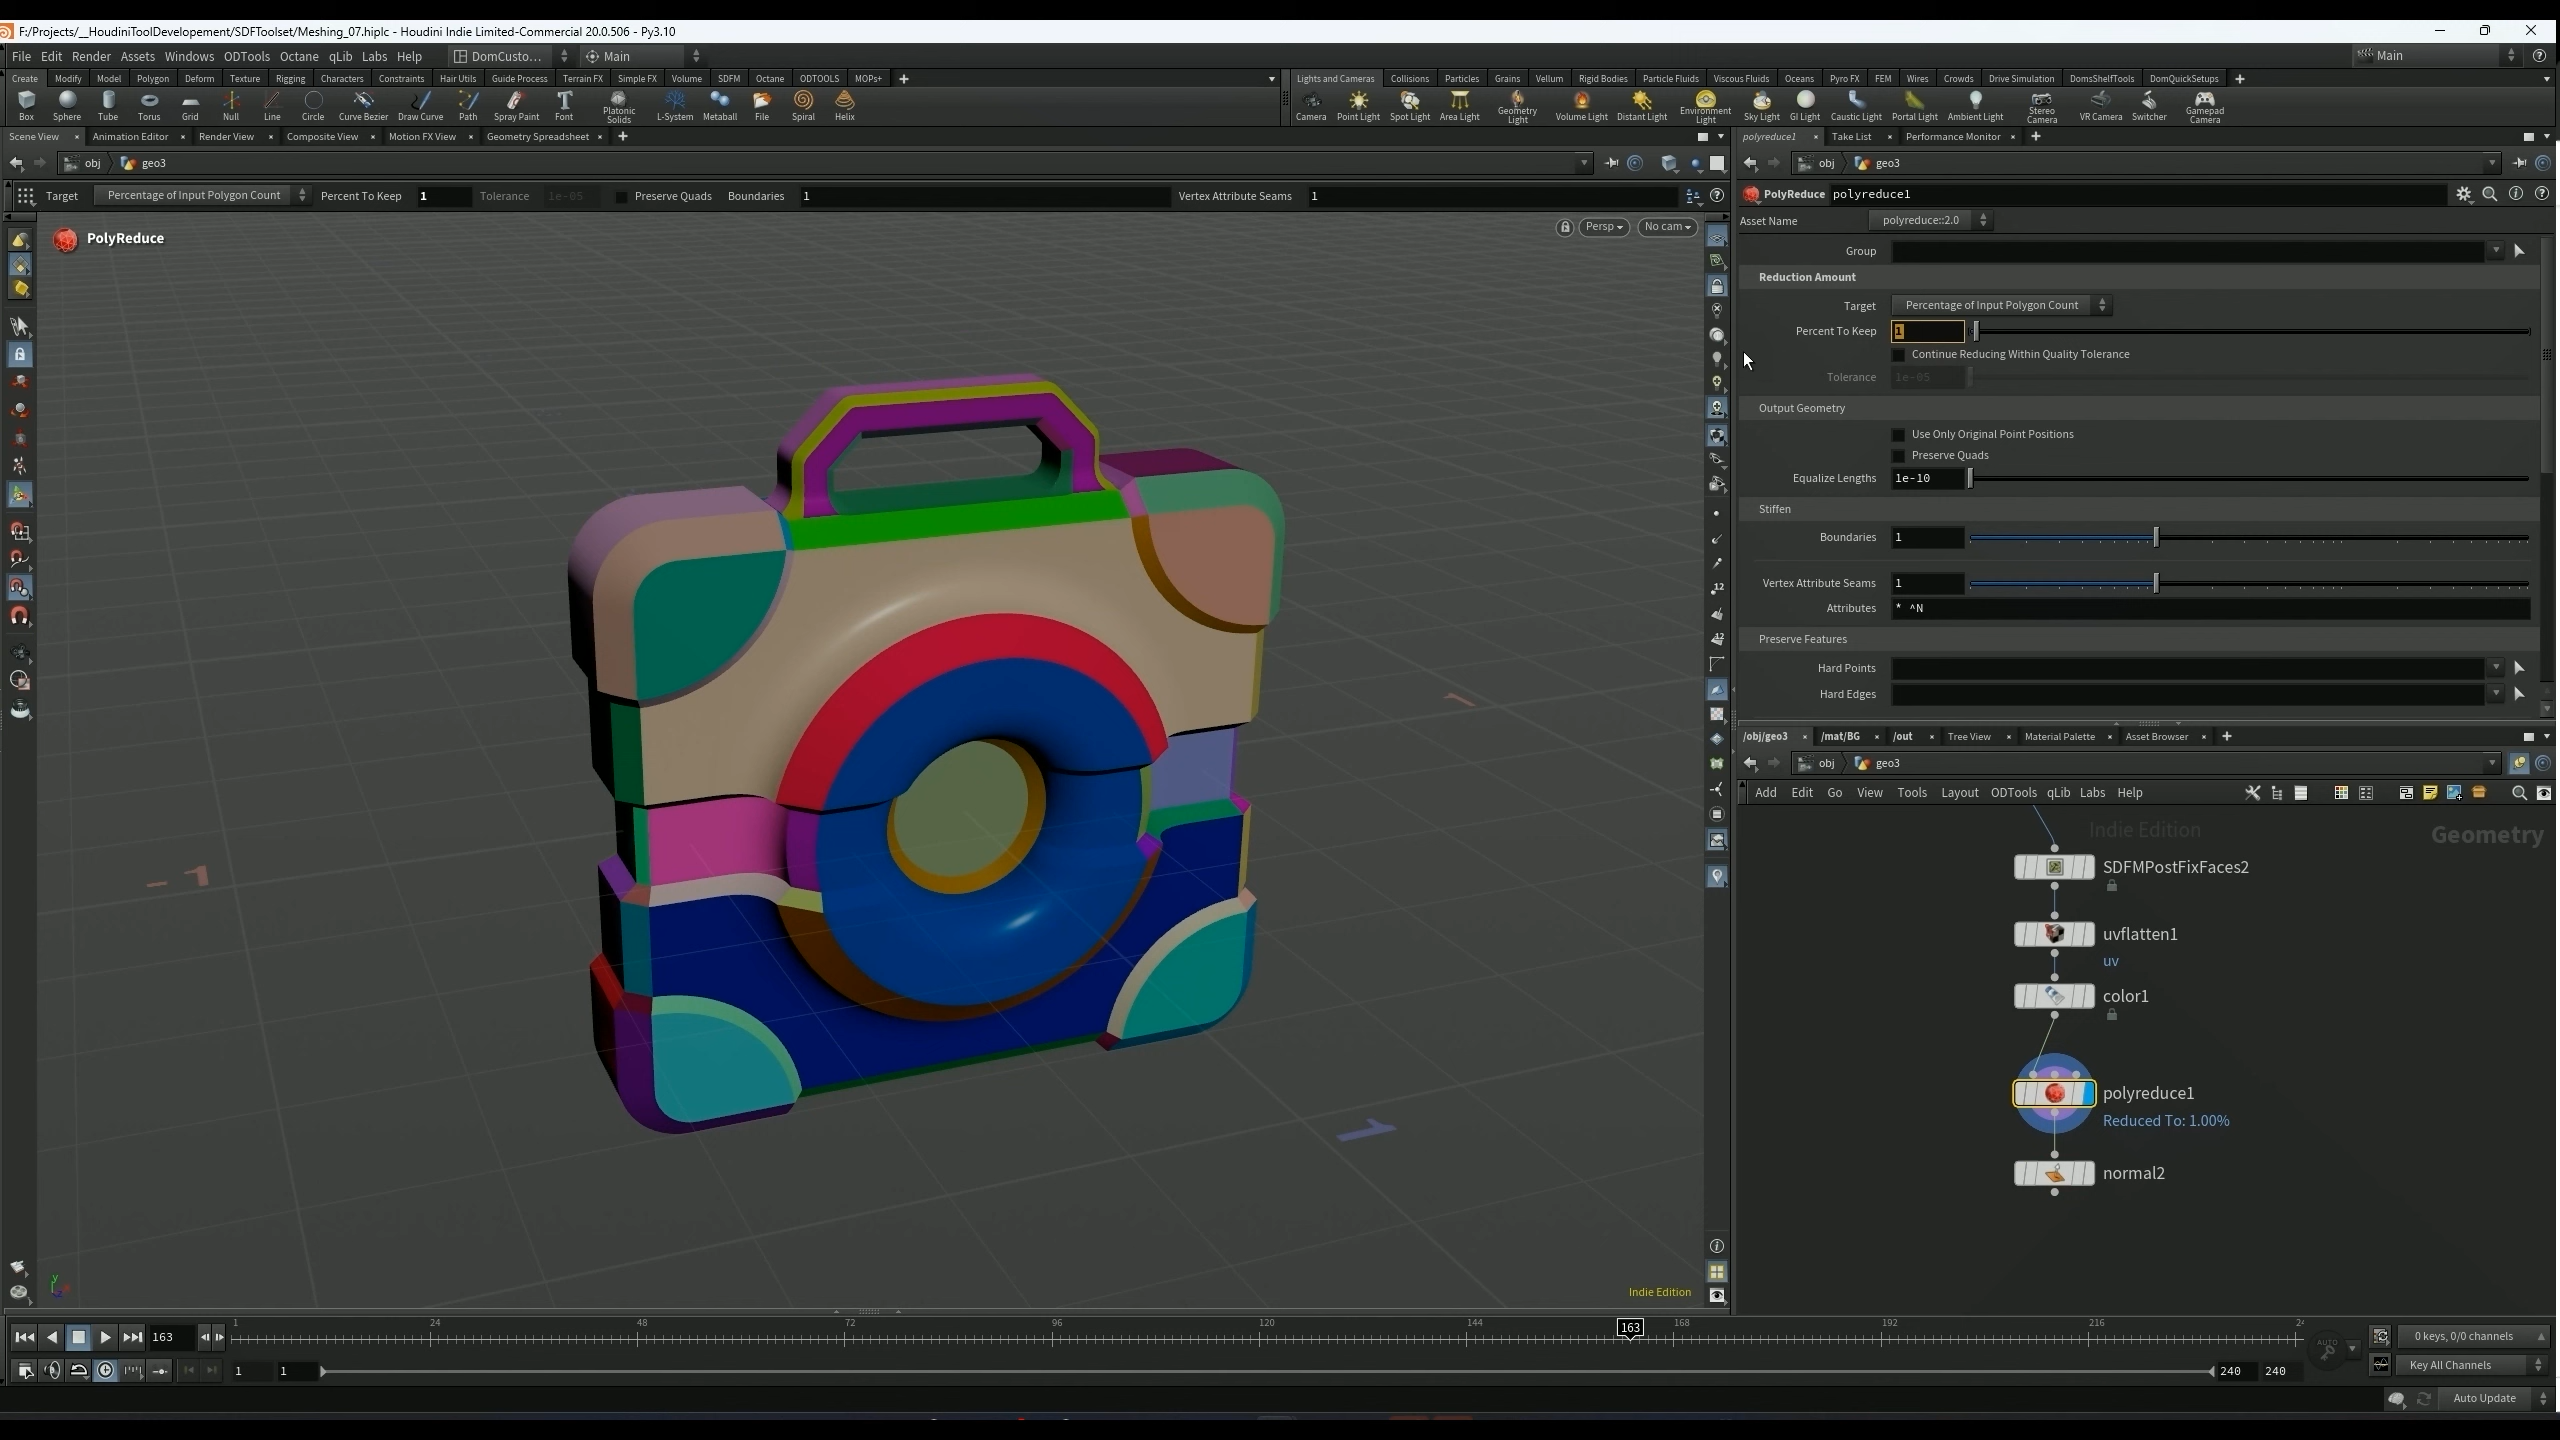 F:/Projects/__HoudiniToolDevelopement/SDFToolset/Meshing_07.hiplc - Houdini Indie Limited-Commercial 20.0.506 - Py3.10
File Edit Render Assets Windows ODTools Octane qLib Labs Help DomCusto... Main Main
Create Modify Model Polygon Deform Texture Rigging Characters Constraints Hair Utils Guide Process Terrain FX Simple FX Volume SDFM Octane ODTOOLS MOPs+
Lights and Cameras Collisions Particles Grains Vellum Rigid Bodies Particle Fluids Viscous Fluids Oceans Pyro FX FEM Wires Crowds Drive Simulation DomsShelfTools DomQuickSetups
Box Sphere Tube Torus Grid Null Line Circle Curve Bezier Draw Curve Path Spray Paint Font Platonic Solids L-System Metaball File Spiral Helix
Camera Point Light Spot Light Area Light Geometry Light Volume Light Distant Light Environment Light Sky Light GI Light Caustic Light Portal Light Ambient Light Stereo Camera VR Camera Switcher Gamepad Camera
Scene View Animation Editor Render View Composite View Motion FX View Geometry Spreadsheet
polyreduce1 Take List Performance Monitor
obj geo3
obj geo3
Target Percentage of Input Polygon Count Percent To Keep 1 Tolerance 1e-05 Preserve Quads Boundaries 1 Vertex Attribute Seams 1
PolyReduce polyreduce1
Asset Name polyreduce::2.0
PolyReduce
Persp No cam
Group
Reduction Amount
Target Percentage of Input Polygon Count
Percent To Keep 1
Continue Reducing Within Quality Tolerance
Tolerance 1e-05
Output Geometry
Use Only Original Point Positions
Preserve Quads
Equalize Lengths 1e-10
Stiffen
Boundaries 1
Vertex Attribute Seams 1
Attributes * ^N
Preserve Features
Hard Points
Hard Edges
/obj/geo3 /mat/BG /out Tree View Material Palette Asset Browser
obj geo3
Add Edit Go View Tools Layout ODTools qLib Labs Help
Indie Edition
Geometry
SDFMPostFixFaces2
uvflatten1
uv
color1
polyreduce1
Reduced To: 1.00%
normal2
Indie Edition
163 1 24 48 72 96 120 144 163 168 192 216
0 keys, 0/0 channels
1 1 240 240
Key All Channels
Auto Update